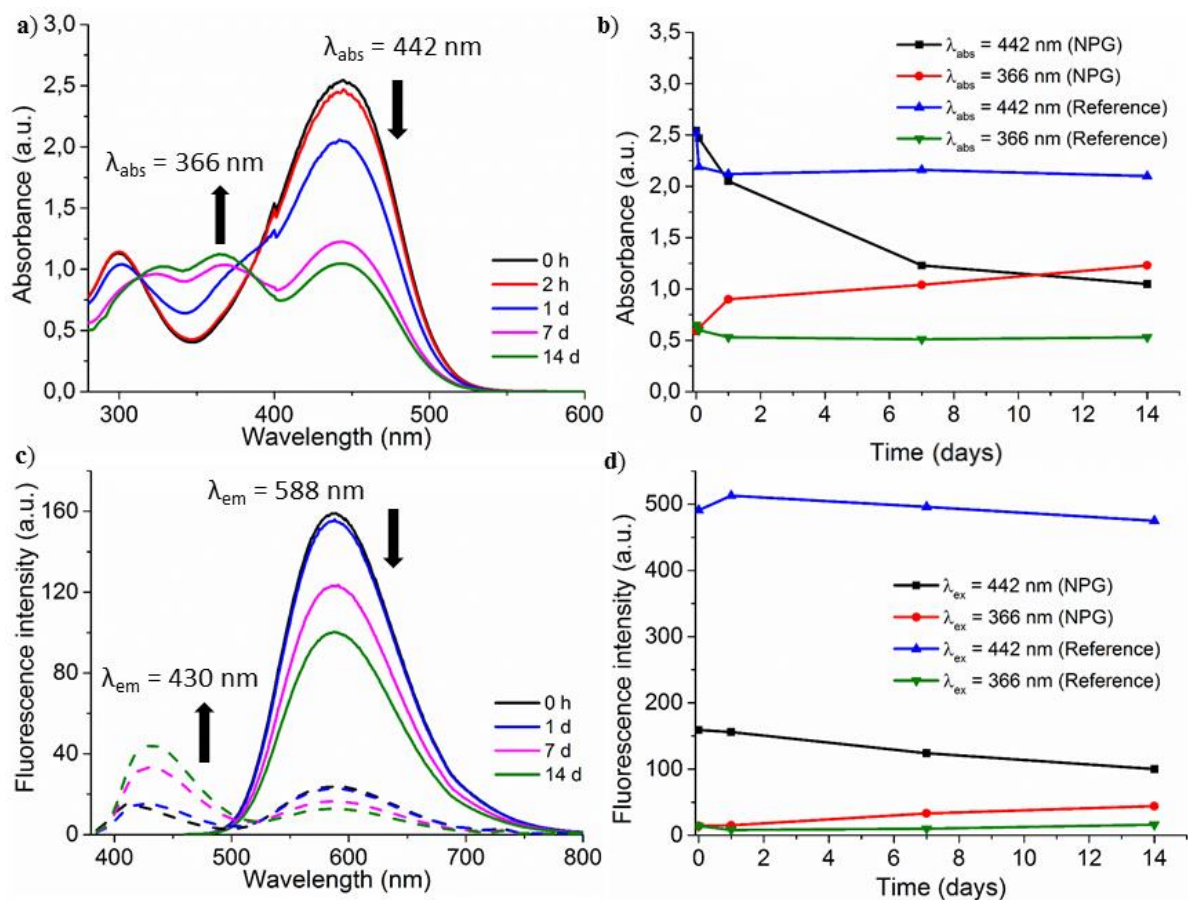 a)
λabs = 442 nm
λabs = 366 nm
3,0
2,5
2,0
1,5
1,0
0,5
0,0
Absorbance (a.u.)
0 h
2 h
1 d
7 d
14 d
300 400 500 600
Wavelength (nm)
b)
λabs = 442 nm (NPG)
λabs = 366 nm (NPG)
λabs = 442 nm (Reference)
λabs = 366 nm (Reference)
3,5
3,0
2,5
2,0
1,5
1,0
0,5
0,0
Absorbance (a.u.)
0 2 4 6 8 10 12 14
Time (days)
c)
λem = 588 nm
λem = 430 nm
160
120
80
40
0
Fluorescence intensity (a.u.)
0 h
1 d
7 d
14 d
400 500 600 700 800
Wavelength (nm)
d)
500
400
300
200
100
0
Fluorescence intensity (a.u.)
λex = 442 nm (NPG)
λex = 366 nm (NPG)
λex = 442 nm (Reference)
λex = 366 nm (Reference)
0 2 4 6 8 10 12 14
Time (days)